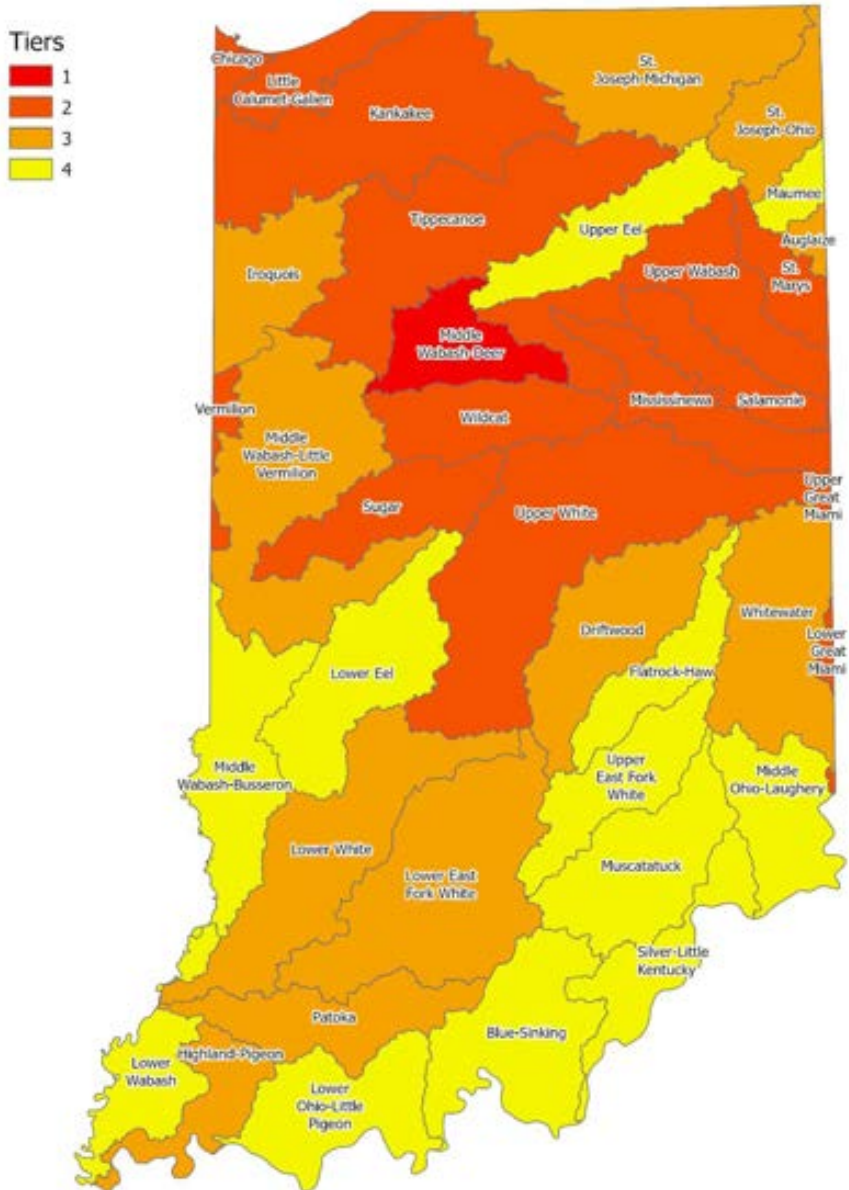 Tiers
1
2
3
4
Chicago
Little
Calumet-Galien
Kankakee
St.
Joseph-Michigan
St.
Joseph-Ohio
Maumee
Auglaize
Tippecanoe
Upper Eel
Iroquois
Upper Wabash
St.
Marys
Middle
Wabash-Deer
Vermilion
Wildcat
Mississinewa
Salamonie
Middle
Wabash-Little
Vermilion
Sugar
Upper White
Upper
Great
Miami
Whitewater
Driftwood
Lower
Great
Miami
Lower Eel
Flatrock-Haw
Middle
Wabash-Busseron
Upper
East Fork
White
Middle
Ohio-Laughery
Lower White
Lower East
Fork White
Muscatatuck
Silver-Little
Kentucky
Patoka
Blue-Sinking
Highland-Pigeon
Lower
Wabash
Lower
Ohio-Little
Pigeon